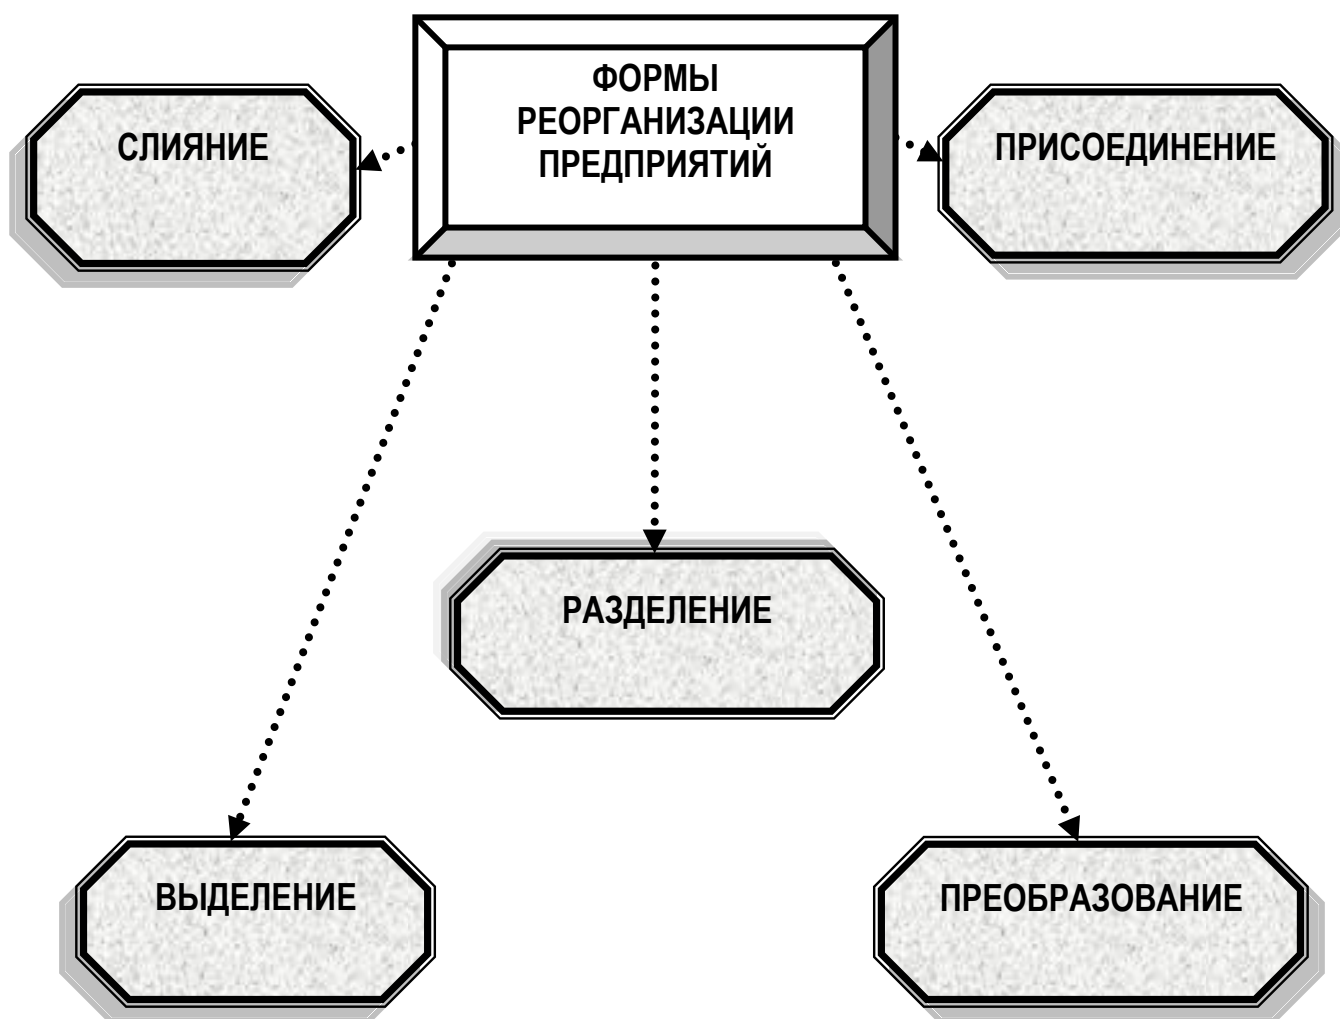 ФОРМЫ
РЕОРГАНИЗАЦИИ
ПРЕДПРИЯТИЙ
СЛИЯНИЕ
ПРИСОЕДИНЕНИЕ
РАЗДЕЛЕНИЕ
ВЫДЕЛЕНИЕ
ПРЕОБРАЗОВАНИЕ